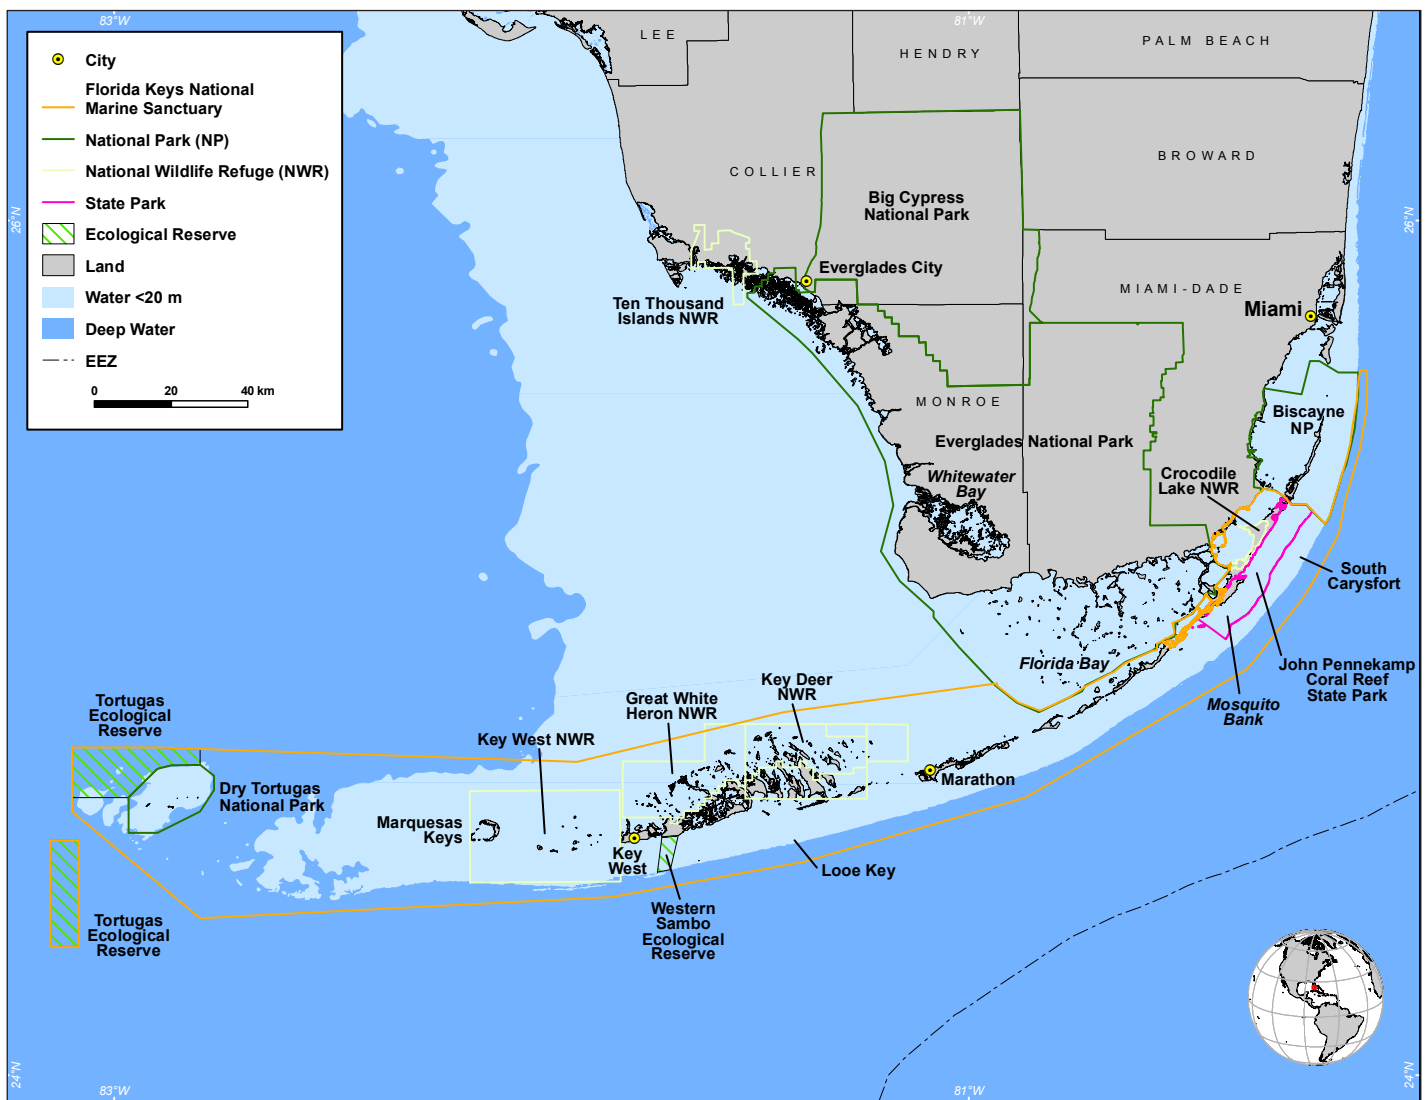 83°W
81°W
LEE
HENDRY
PALM BEACH
City
Florida Keys National
Marine Sanctuary
National Park (NP)
National Wildlife Refuge (NWR)
State Park
Ecological Reserve
Land
Water <20 m
Deep Water
EEZ
0 20 40 km
26°N
26°N
COLLIER
BROWARD
Big Cypress
National Park
Everglades City
MIAMI-DADE
Ten Thousand
Islands NWR
Miami
MONROE
Biscayne
NP
Everglades National Park
Whitewater
Bay
Crocodile
Lake NWR
South
Carysfort
Florida Bay
John Pennekamp
Coral Reef
State Park
Mosquito
Bank
Key Deer
NWR
Great White
Heron NWR
Tortugas
Ecological
Reserve
Key West NWR
Dry Tortugas
National Park
Marathon
Marquesas
Keys
Key
West
Looe Key
Western
Sambo
Ecological
Reserve
Tortugas
Ecological
Reserve
24°N
24°N
83°W
81°W